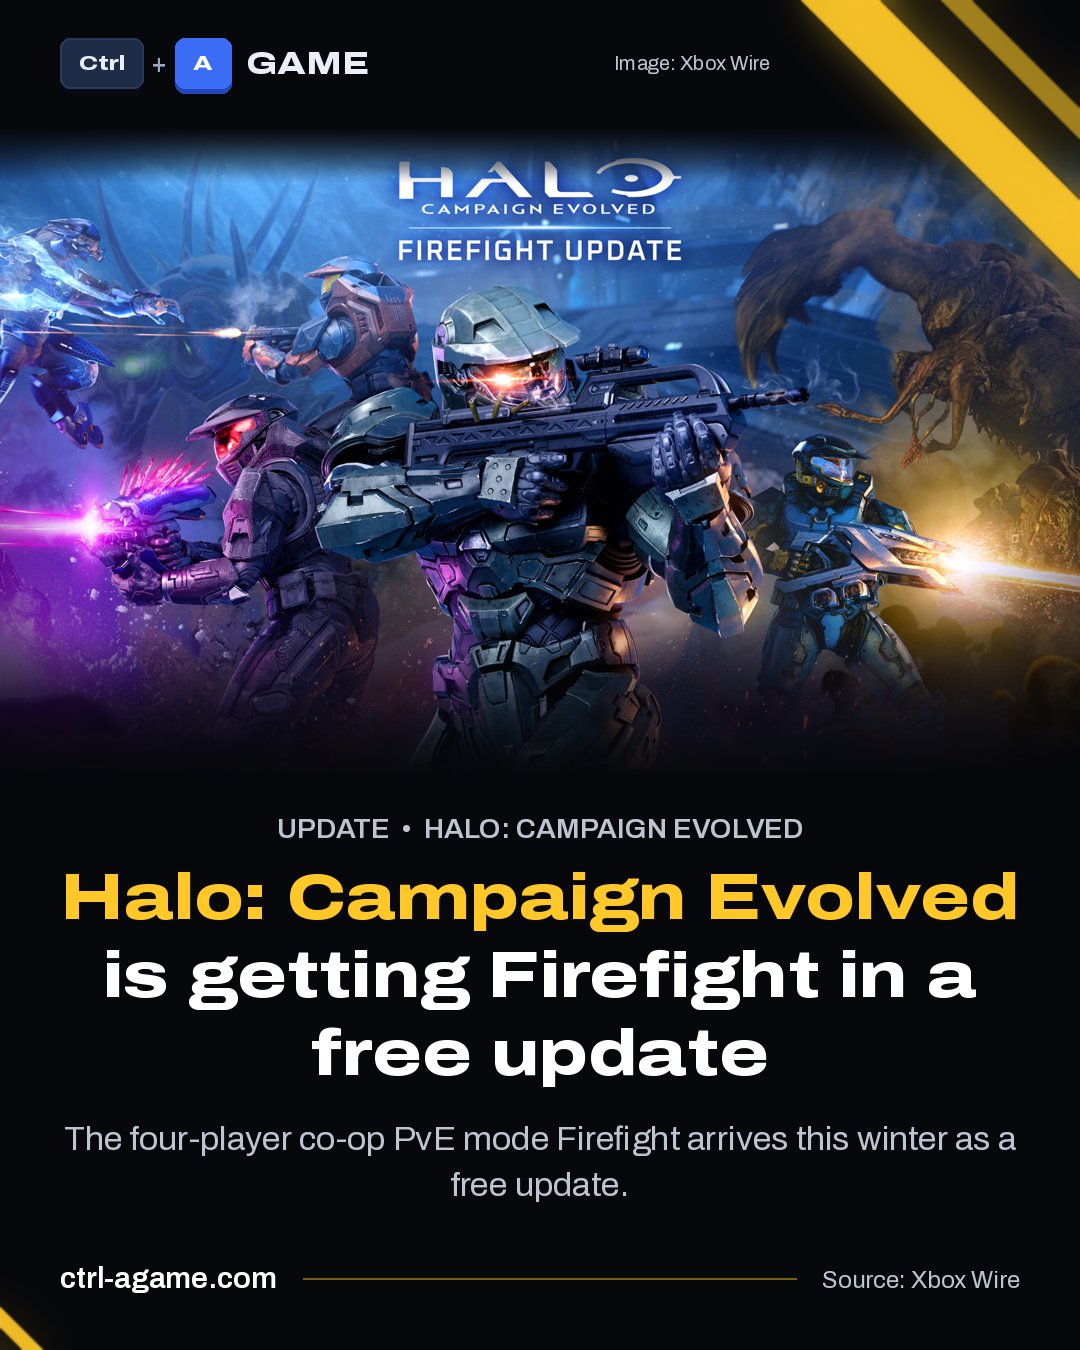 Ctrl + A GAME
Image: Xbox Wire
HALO
CAMPAIGN EVOLVED
FIREFIGHT UPDATE
UPDATE • HALO: CAMPAIGN EVOLVED
Halo: Campaign Evolved
is getting Firefight in a
free update
The four-player co-op PvE mode Firefight arrives this winter as a
free update.
ctrl-agame.com
Source: Xbox Wire